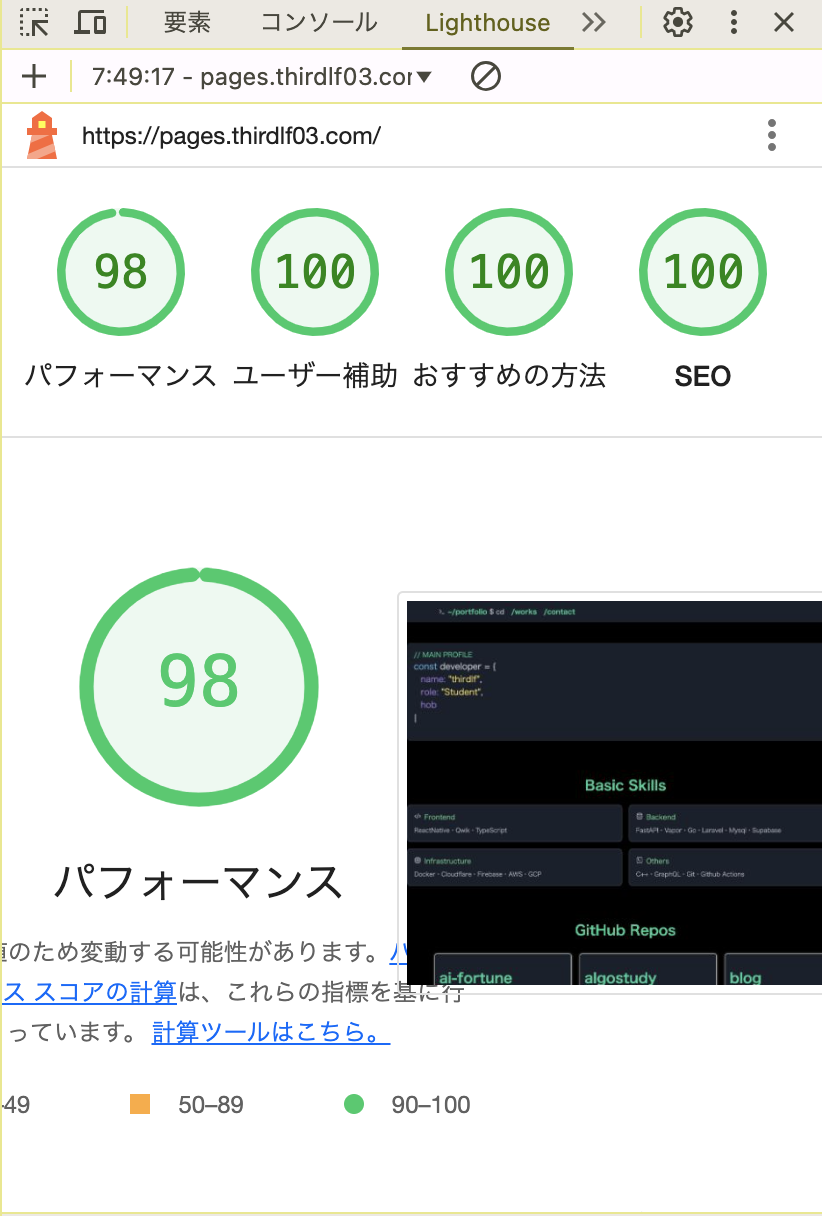 要素 コンソール Lighthouse
7:49:17 - pages.thirdlf03.cor
https://pages.thirdlf03.com/
98 100 100 100
パフォーマンス ユーザー補助 おすすめの方法 SEO
98
パフォーマンス
のため変動する可能性があります。
ス スコアの計算は、これらの指標を基に行
っています。 計算ツールはこちら。
–49 50–89 90–100
~/portfolio $ cd /works /contact
// MAIN PROFILE
const developer = {
name: "thirdlf",
role: "Student",
hob
Basic Skills
Frontend
ReactNative・Qwik・TypeScript
Backend
FastAPI・Vapor・Go・Laravel・Mysql・Supabase
Infrastructure
Docker・Cloudflare・Firebase・AWS・GCP
Others
C++・GraphQL・Git・Github Actions
GitHub Repos
ai-fortune algostudy blog